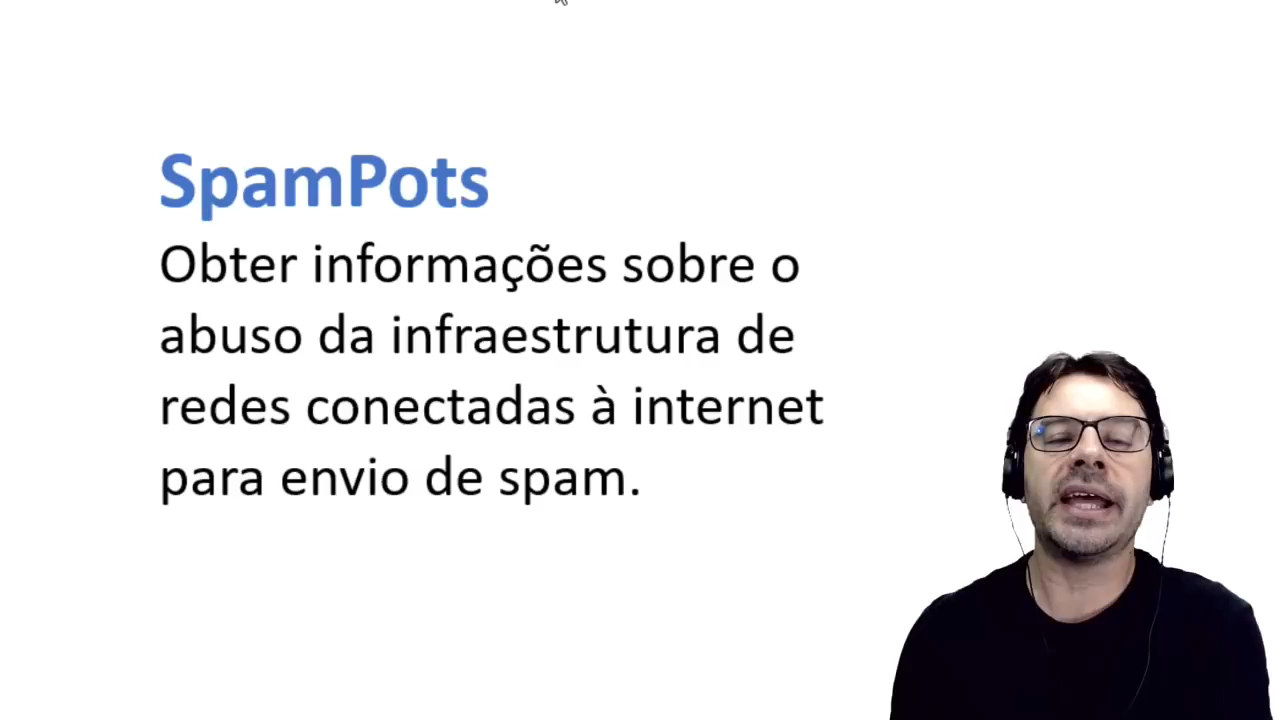 SpamPots
Obter informações sobre o
abuso da infraestrutura de
redes conectadas à internet
para envio de spam.